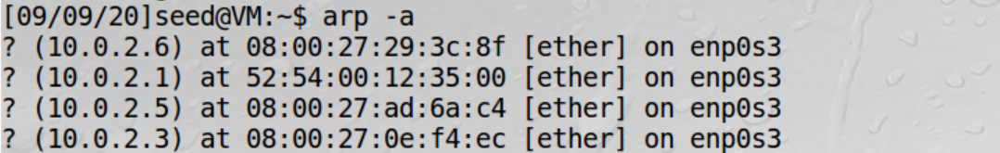 [09/09/20]seed@VM:~$ arp -a
? (10.0.2.6) at 08:00:27:29:3c:8f [ether] on enp0s3
? (10.0.2.1) at 52:54:00:12:35:00 [ether] on enp0s3
? (10.0.2.5) at 08:00:27:ad:6a:c4 [ether] on enp0s3
? (10.0.2.3) at 08:00:27:0e:f4:ec [ether] on enp0s3